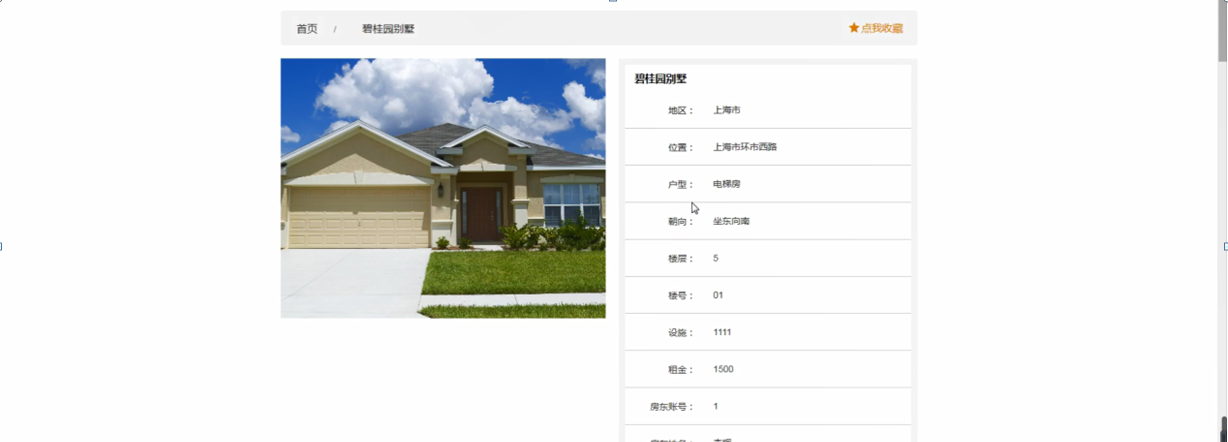 首页 / 碧桂园别墅 点我收藏
碧桂园别墅
地区： 上海市
位置： 上海市环市西路
户型： 电梯房
朝向： 坐东向南
楼层： 5
楼号： 01
设施： 1111
租金： 1500
房东账号： 1